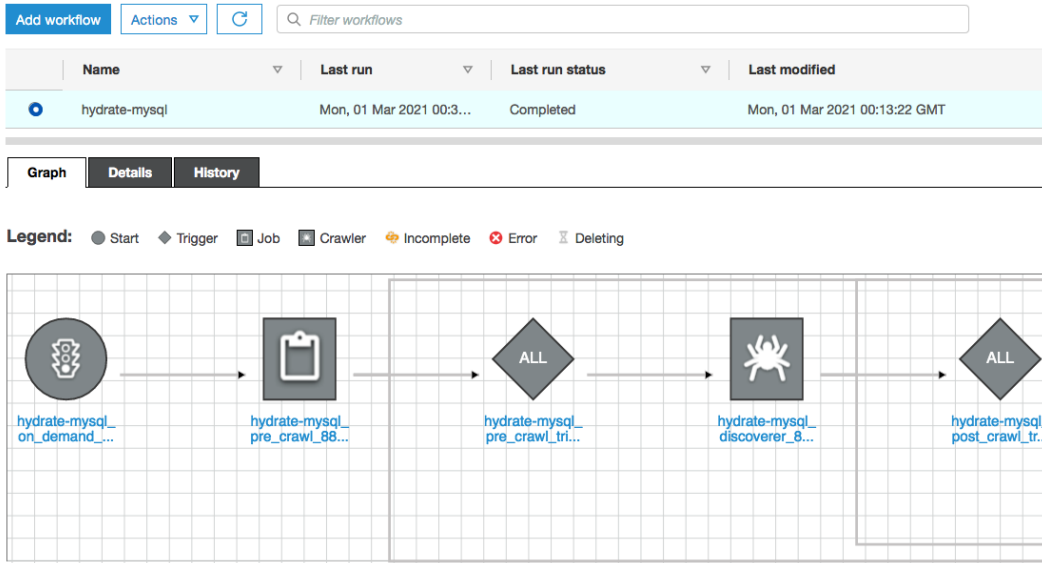 Add workflow Actions Filter workflows
Name Last run Last run status Last modified
hydrate-mysql Mon, 01 Mar 2021 00:3... Completed Mon, 01 Mar 2021 00:13:22 GMT
Graph Details History
Legend: Start Trigger Job Crawler Incomplete Error Deleting
ALL ALL
hydrate-mysql_ hydrate-mysql_ hydrate-mysql_ hydrate-mysql_ hydrate-mysql
on_demand_... pre_crawl_88... pre_crawl_tri... discoverer_8... post_crawl_tr..